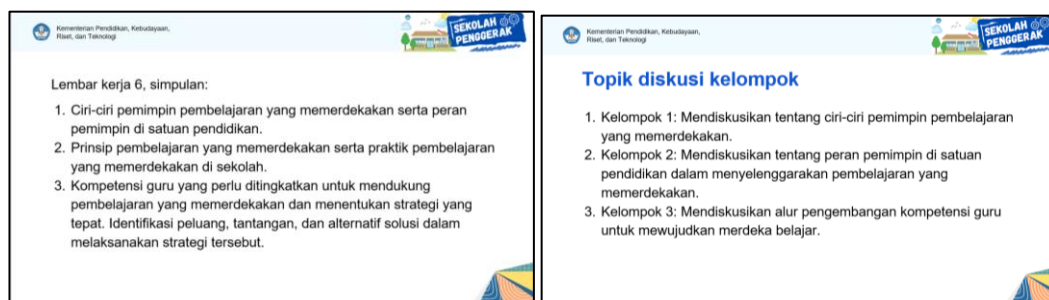 Kementerian Pendidikan, Kebudayaan,
Riset, dan Teknologi
SEKOLAH
PENGGERAK
Lembar kerja 6, simpulan:
1. Ciri-ciri pemimpin pembelajaran yang memerdekakan serta peran
pemimpin di satuan pendidikan.
2. Prinsip pembelajaran yang memerdekakan serta praktik pembelajaran
yang memerdekakan di sekolah.
3. Kompetensi guru yang perlu ditingkatkan untuk mendukung
pembelajaran yang memerdekakan dan menentukan strategi yang
tepat. Identifikasi peluang, tantangan, dan alternatif solusi dalam
melaksanakan strategi tersebut.
Kementerian Pendidikan, Kebudayaan,
Riset, dan Teknologi
SEKOLAH
PENGGERAK
Topik diskusi kelompok
1. Kelompok 1: Mendiskusikan tentang ciri-ciri pemimpin pembelajaran
yang memerdekakan.
2. Kelompok 2: Mendiskusikan tentang peran pemimpin di satuan
pendidikan dalam menyelenggarakan pembelajaran yang
memerdekakan.
3. Kelompok 3: Mendiskusikan alur pengembangan kompetensi guru
untuk mewujudkan merdeka belajar.